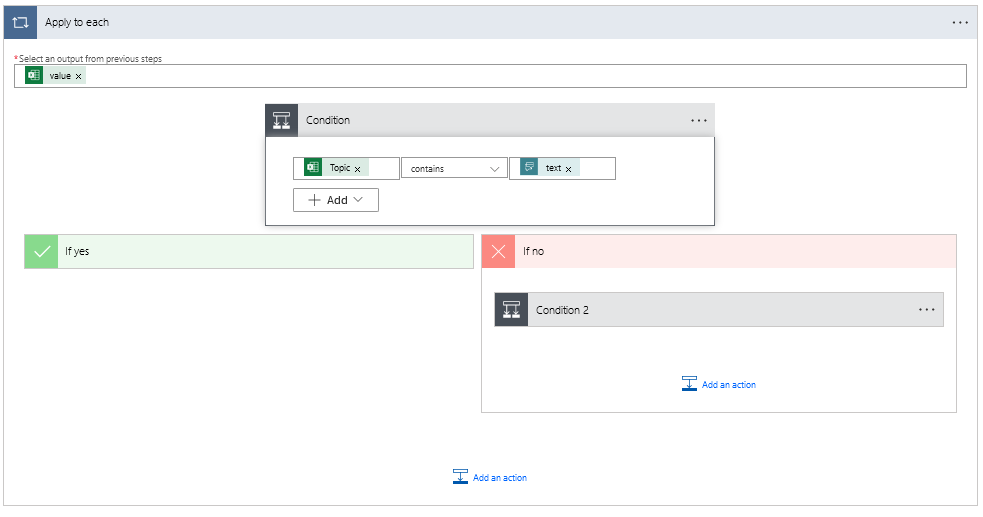 Apply to each
*Select an output from previous steps
value x
Condition
Topic x
contains
text x
Add
If yes
If no
Condition 2
Add an action
Add an action